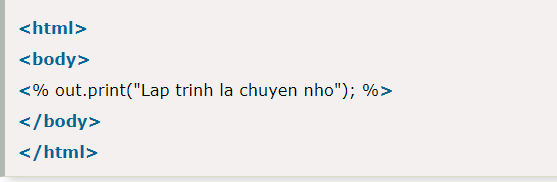 <html>
<body>
<% out.print("Lap trinh la chuyen nho"); %>
</body>
</html>